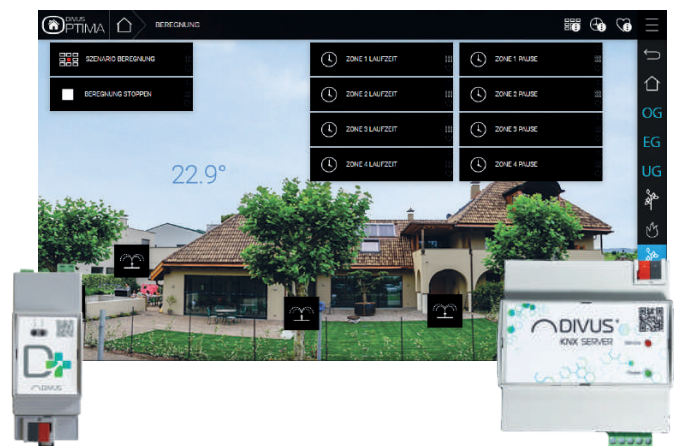 DIVUS
OPTIMA
BEREGNUNG
SZENARIO BEREGNUNG
BEREGNUNG STOPPEN
ZONE 1 LAUFZEIT
ZONE 1 PAUSE
ZONE 2 LAUFZEIT
ZONE 2 PAUSE
ZONE 3 LAUFZEIT
ZONE 3 PAUSE
ZONE 4 LAUFZEIT
ZONE 4 PAUSE
22.9°
OG
EG
UG
D+
DIVUS
DIVUS
KNX SERVER